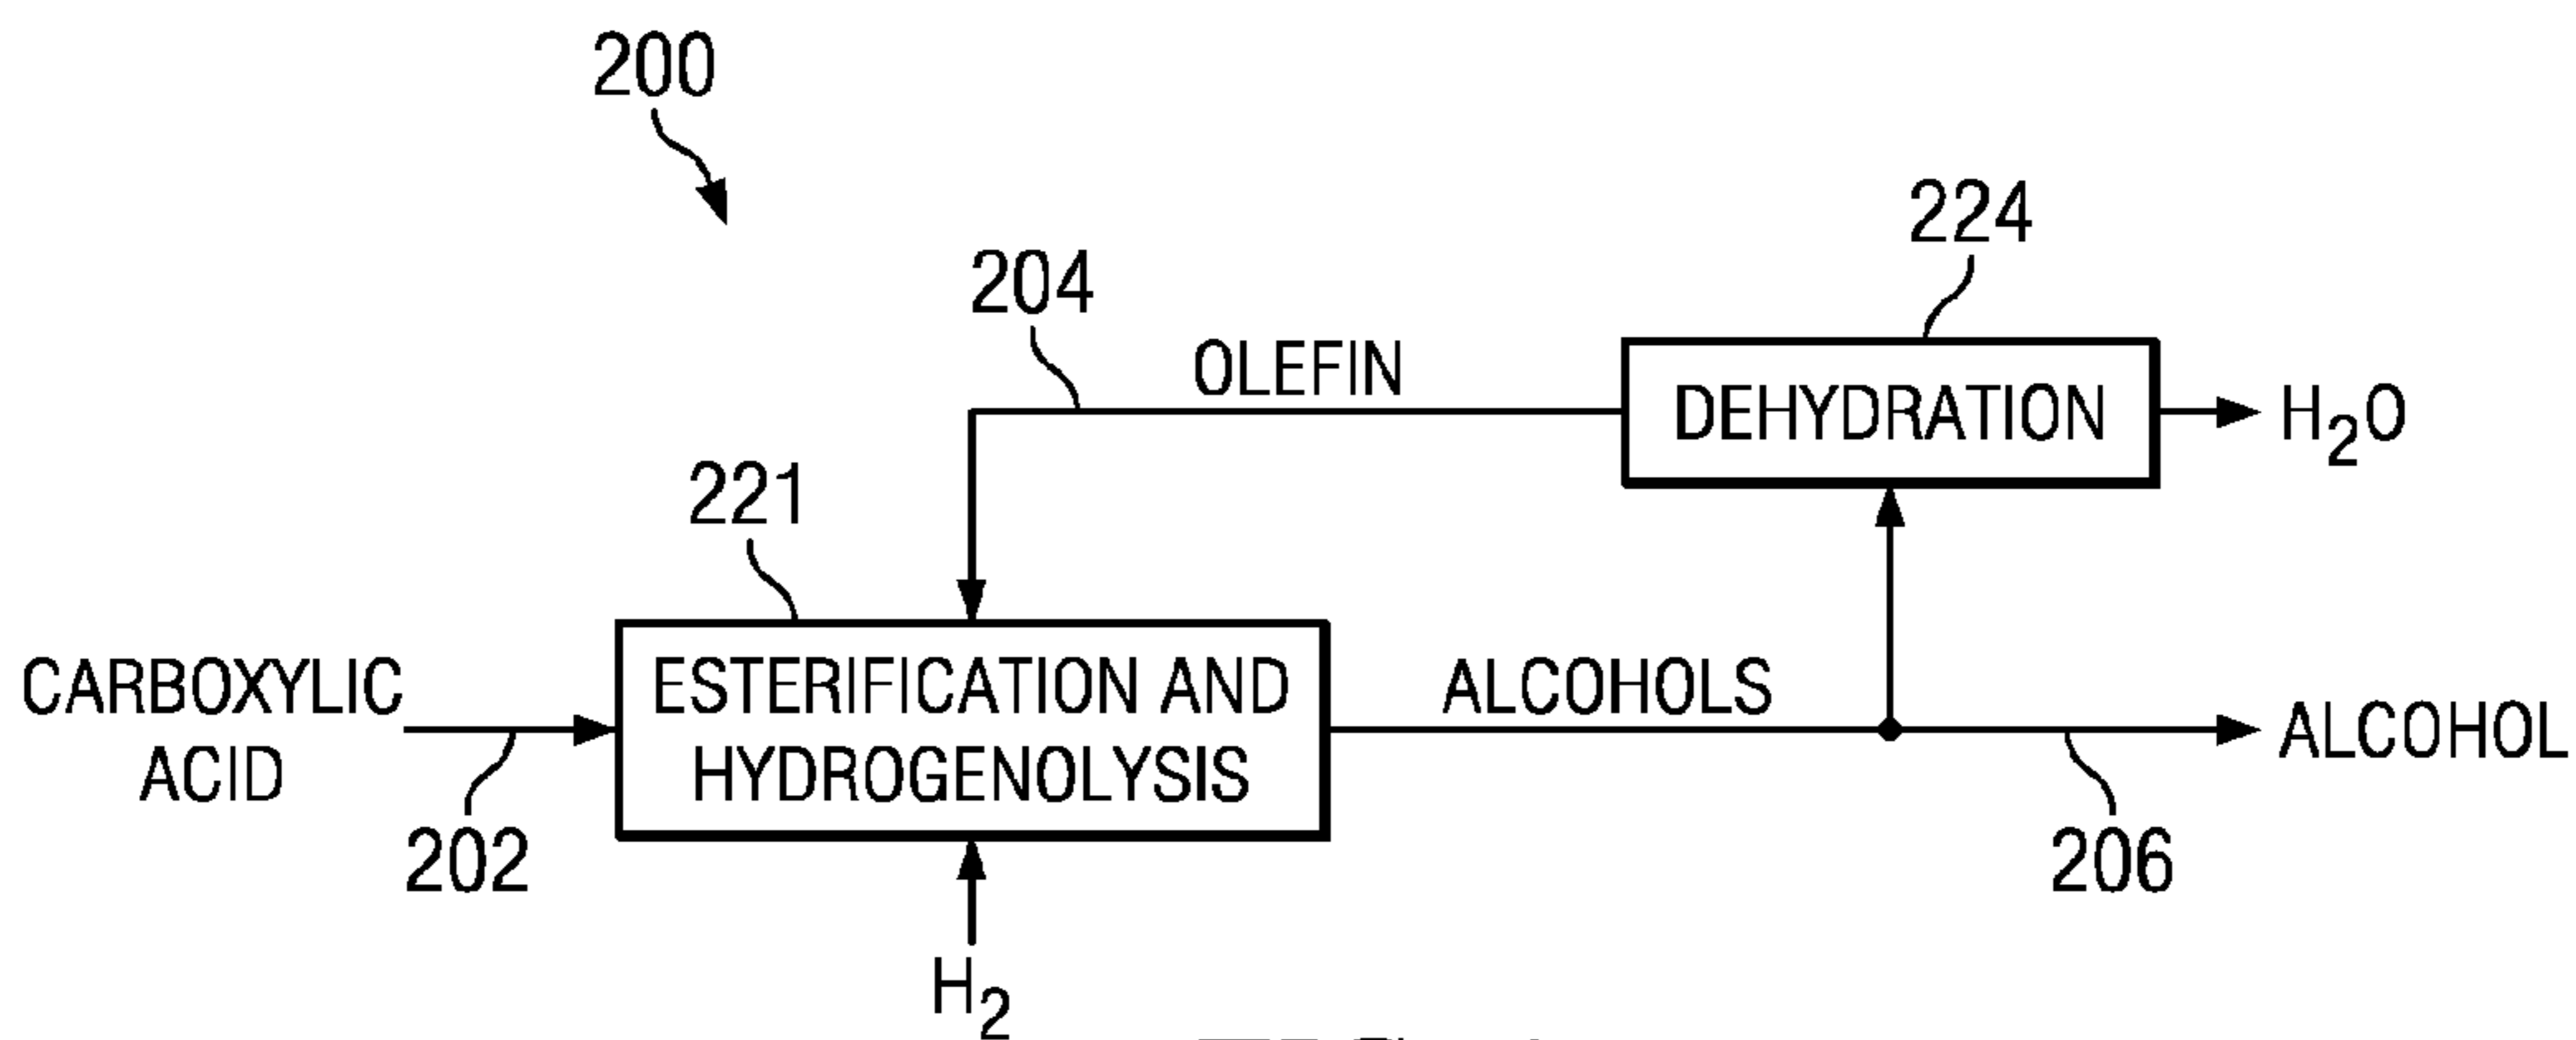 200
224
204
OLEFIN
DEHYDRATION
H₂O
221
CARBOXYLIC
ACID
ESTERIFICATION AND
HYDROGENOLYSIS
ALCOHOLS
ALCOHOL
202
206
H₂